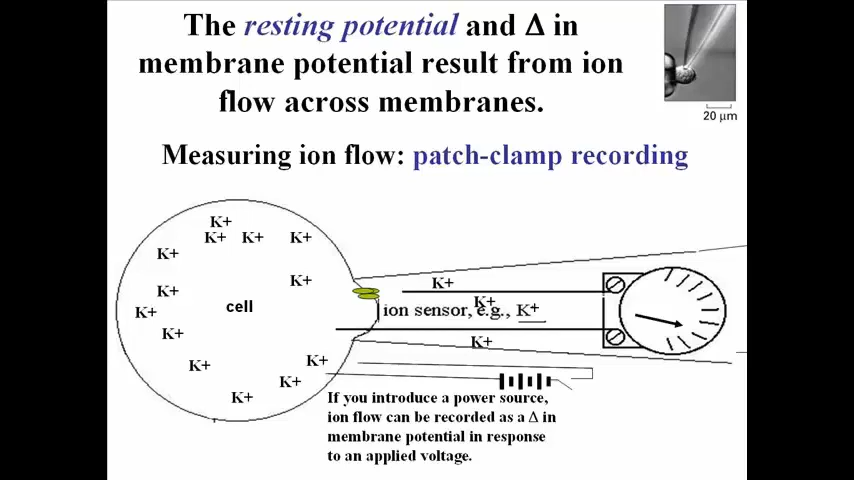 The resting potential and Δ in
membrane potential result from ion
flow across membranes.
20 µm
Measuring ion flow: patch-clamp recording
K+
K+ K+ K+
K+
K+
K+
K+
K+
K+
K+
K+
K+
K+
cell
K+
K+
ion sensor, e.g., K+
K+
If you introduce a power source,
ion flow can be recorded as a Δ in
membrane potential in response
to an applied voltage.